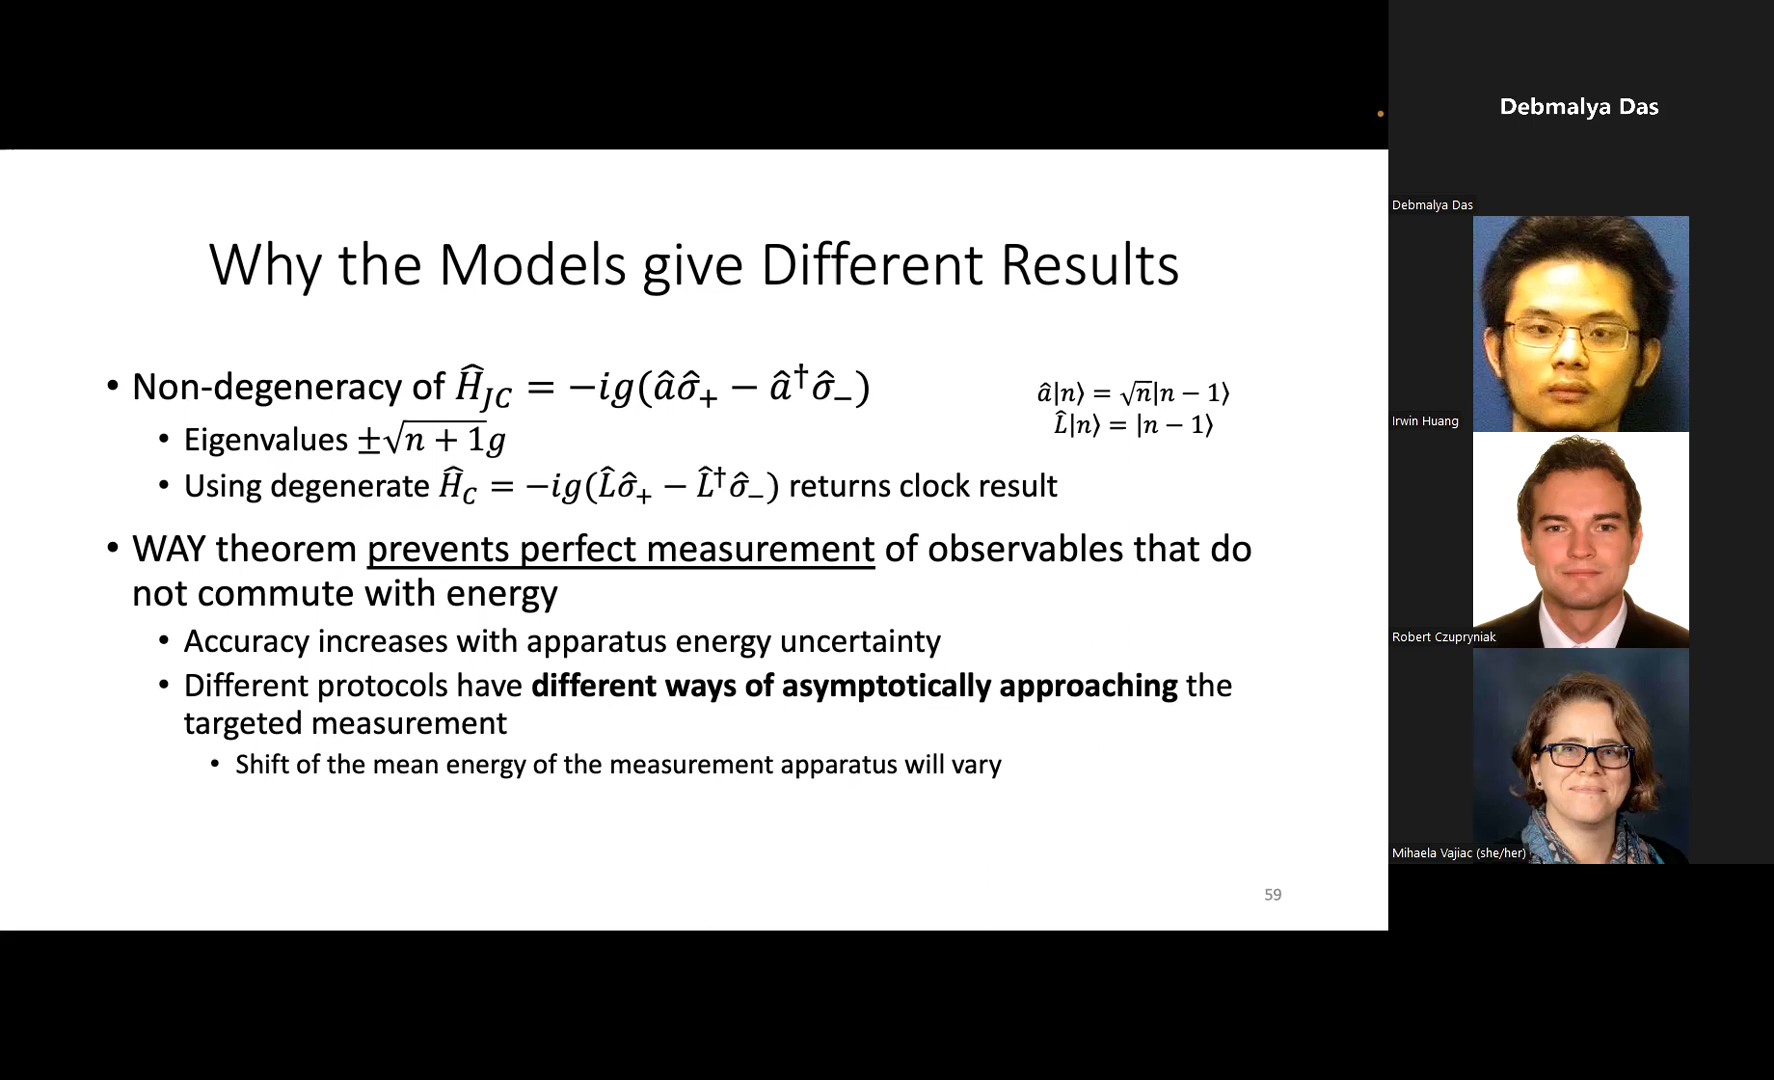 Why the Models give Different Results
• Non-degeneracy of Ĥ_JC = −ig(âσ̂₊ − â†σ̂₋)
• Eigenvalues ±√(n + 1)g
• Using degenerate Ĥ_C = −ig(L̂σ̂₊ − L̂†σ̂₋) returns clock result
â|n⟩ = √n|n − 1⟩
L̂|n⟩ = |n − 1⟩
• WAY theorem prevents perfect measurement of observables that do
not commute with energy
• Accuracy increases with apparatus energy uncertainty
• Different protocols have different ways of asymptotically approaching the
targeted measurement
• Shift of the mean energy of the measurement apparatus will vary
59
Debmalya Das
Debmalya Das
Irwin Huang
Robert Czupryniak
Mihaela Vajiac (she/her)